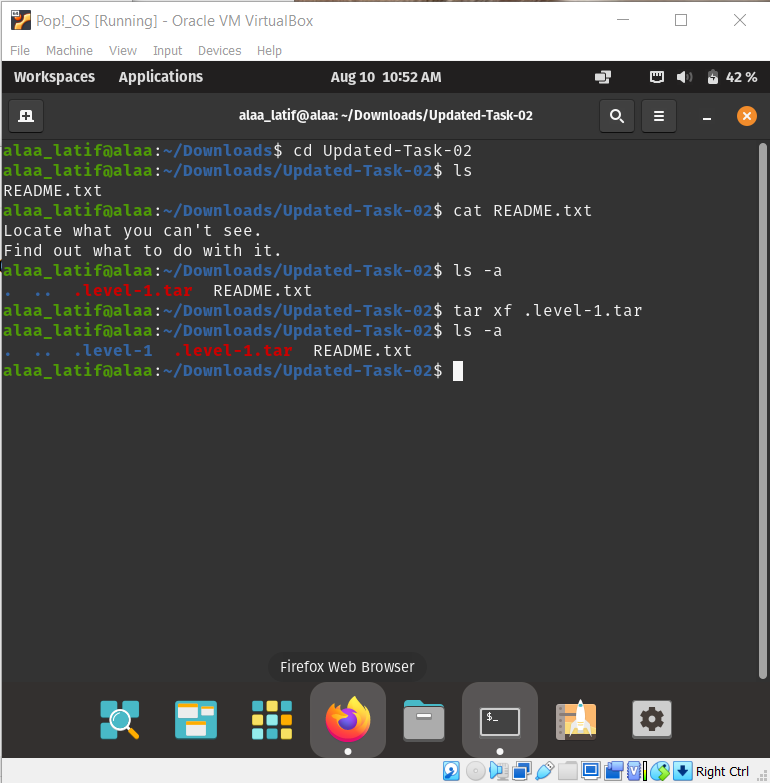 Pop!_OS [Running] - Oracle VM VirtualBox
File Machine View Input Devices Help
Workspaces Applications Aug 10 10:52 AM 42 %
alaa_latif@alaa: ~/Downloads/Updated-Task-02
alaa_latif@alaa:~/Downloads$ cd Updated-Task-02
alaa_latif@alaa:~/Downloads/Updated-Task-02$ ls
README.txt
alaa_latif@alaa:~/Downloads/Updated-Task-02$ cat README.txt
Locate what you can't see.
Find out what to do with it.
alaa_latif@alaa:~/Downloads/Updated-Task-02$ ls -a
. .. .level-1.tar README.txt
alaa_latif@alaa:~/Downloads/Updated-Task-02$ tar xf .level-1.tar
alaa_latif@alaa:~/Downloads/Updated-Task-02$ ls -a
. .. .level-1 .level-1.tar README.txt
alaa_latif@alaa:~/Downloads/Updated-Task-02$
Firefox Web Browser
$_
Right Ctrl